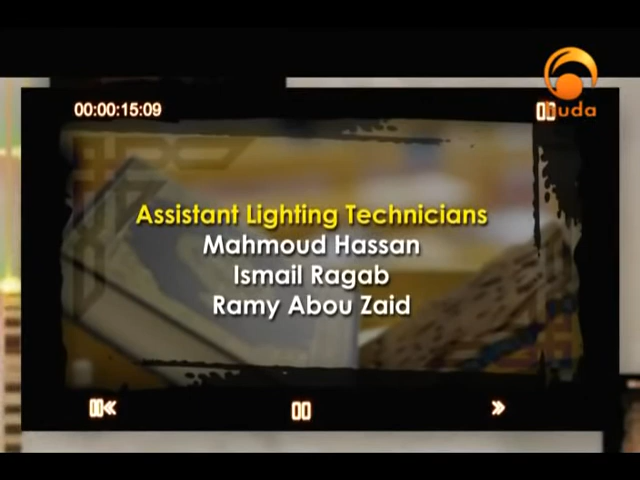 00:00:15:09
huda
Assistant Lighting Technicians
Mahmoud Hassan
Ismail Ragab
Ramy Abou Zaid